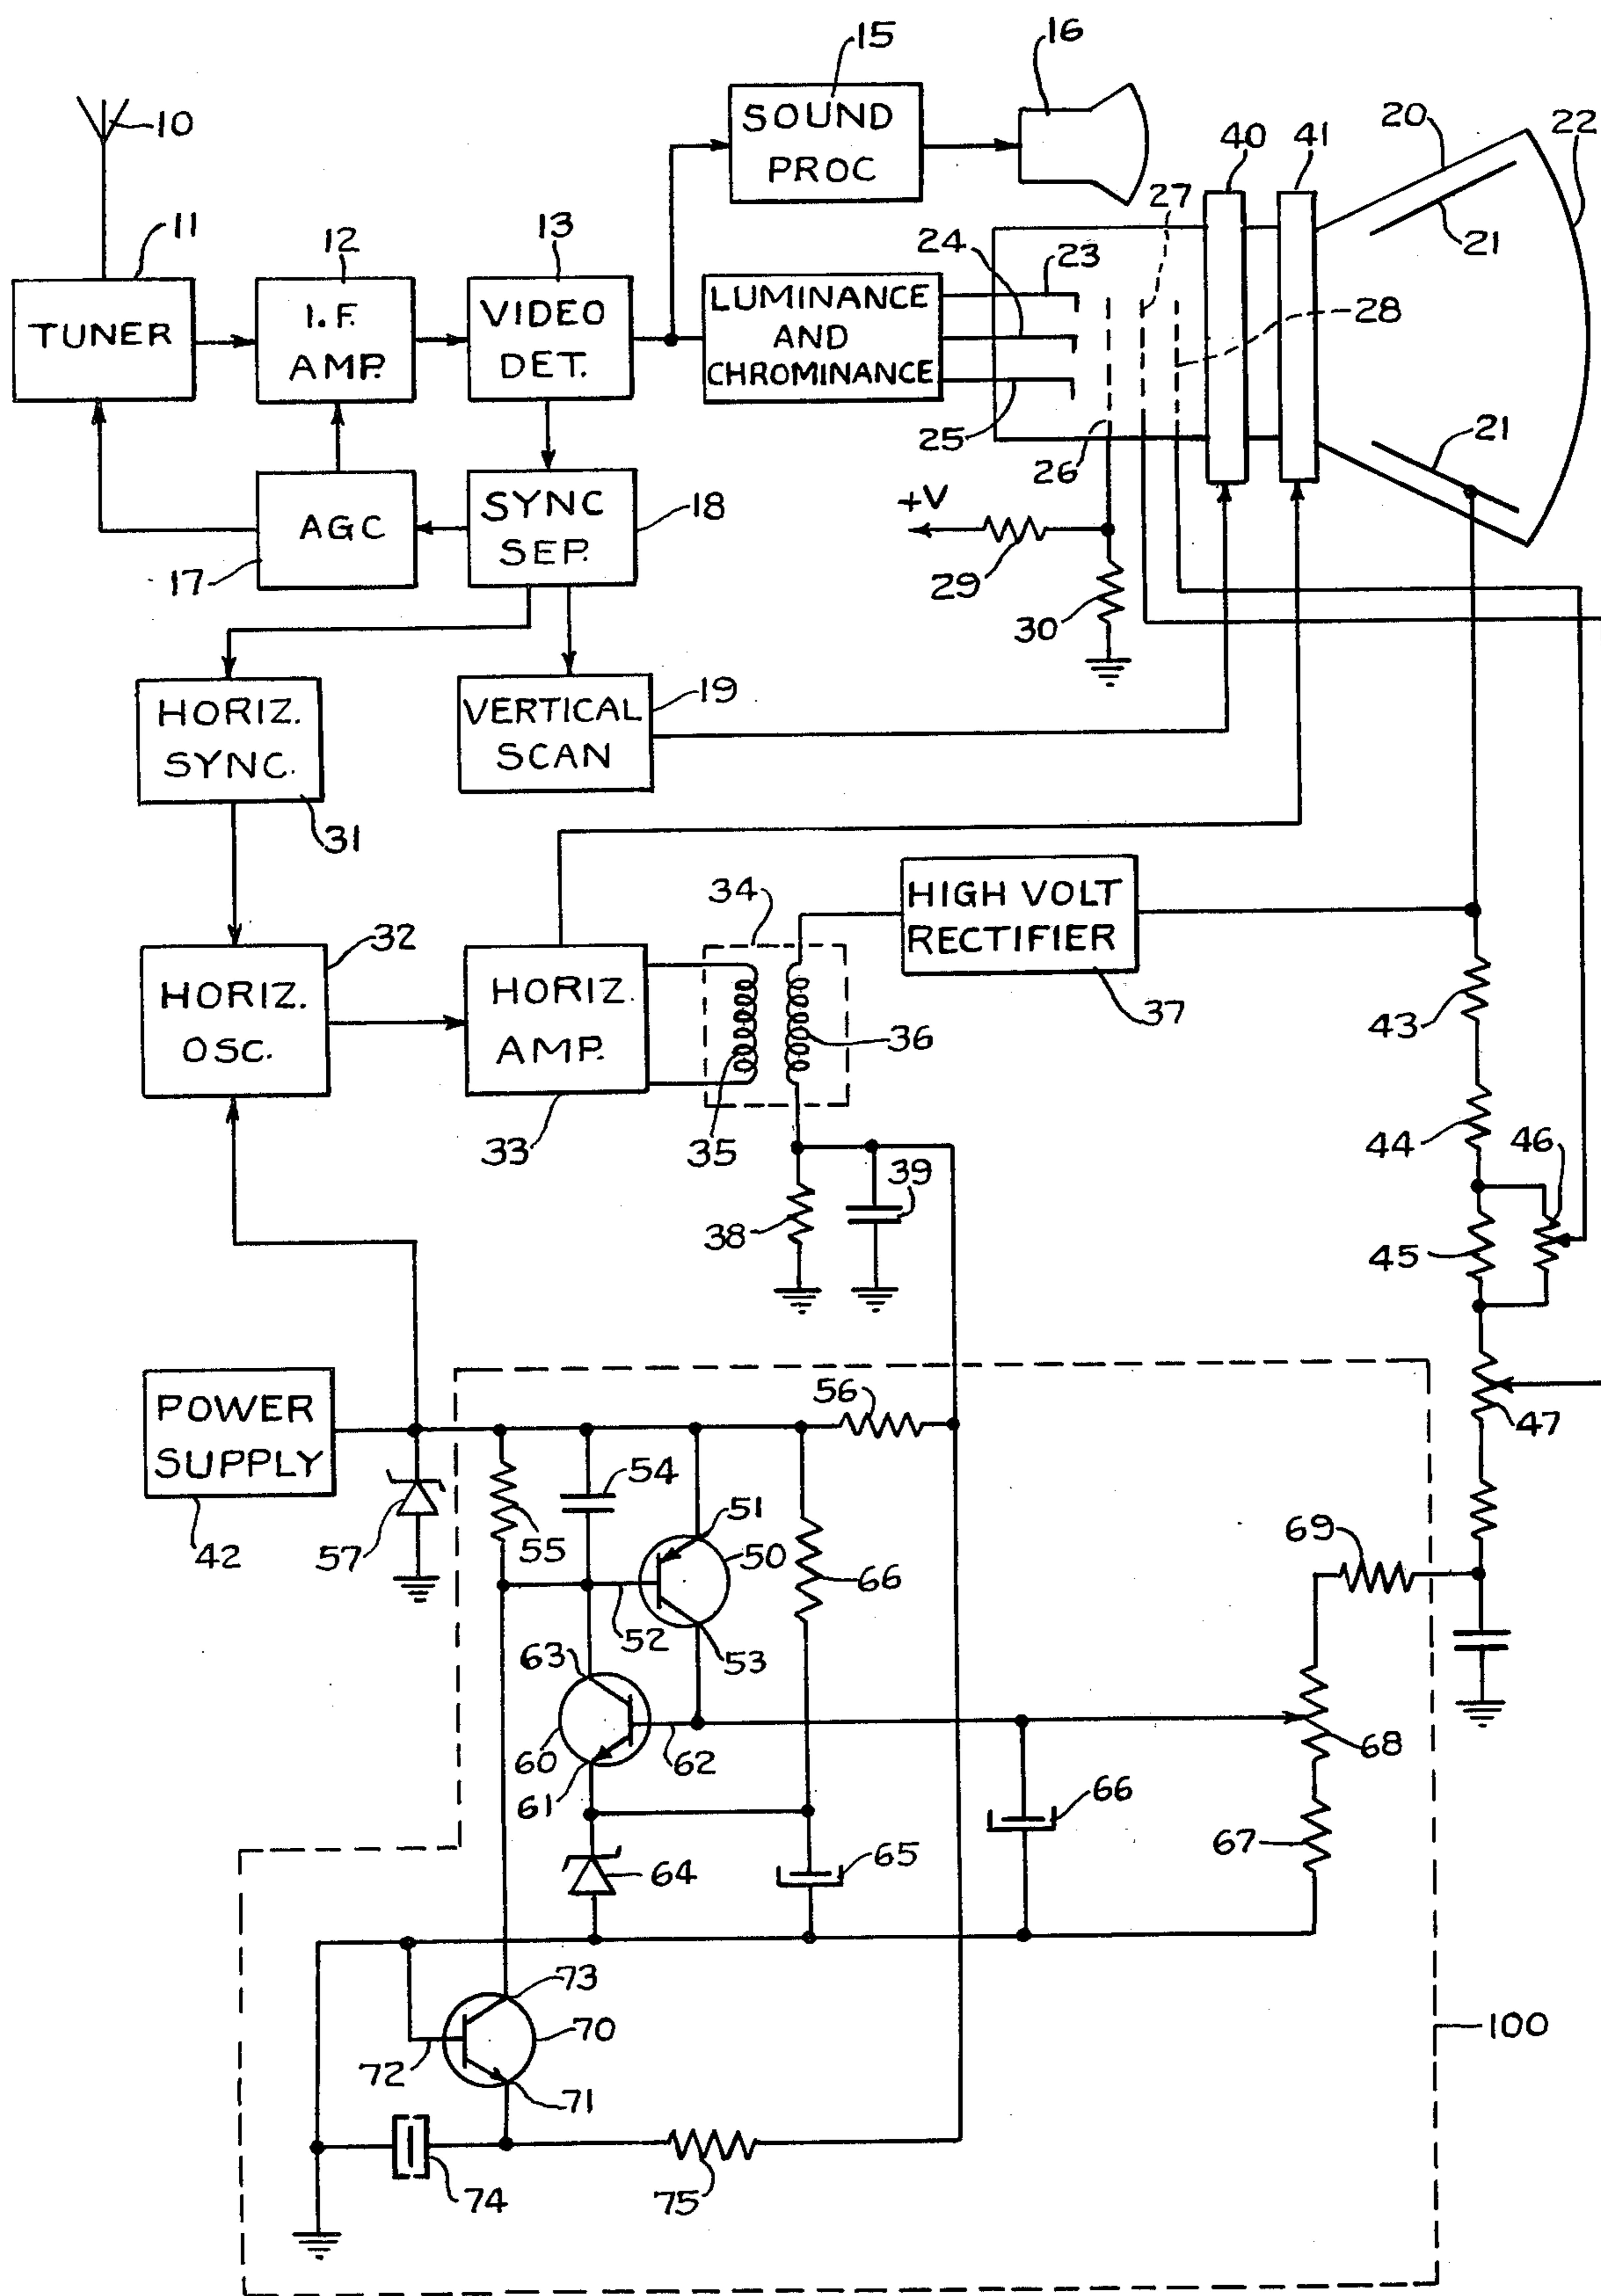 15
16
SOUND
PROC
10
20
22
40
41
11
12
13
27
21
24
23
TUNER
I.F.
AMP.
VIDEO
DET.
LUMINANCE
AND
CHROMINANCE
28
25
26
21
+V
AGC
SYNC
SEP.
18
17
29
30
HORIZ.
SYNC.
VERTICAL
SCAN
19
31
34
HIGH VOLT
RECTIFIER
32
HORIZ.
OSC.
HORIZ.
AMP.
36
37
43
33
35
39
38
44
46
45
POWER
SUPPLY
56
47
54
51
42
57
55
50
66
69
52
53
63
60
62
68
61
66
64
65
67
73
70
100
72
71
74
75